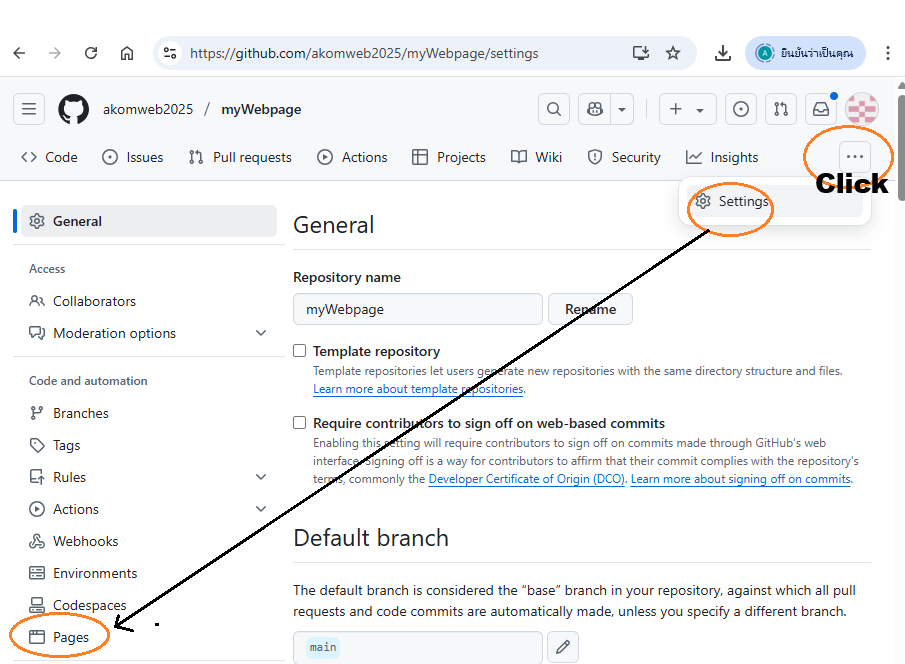 https://github.com/akomweb2025/myWebpage/settings
A ยืนยันว่าเป็นคุณ
akomweb2025 / myWebpage
Code Issues Pull requests Actions Projects Wiki Security Insights
Click
Settings
General
Access
Collaborators
Moderation options
Code and automation
Branches
Tags
Rules
Actions
Webhooks
Environments
Codespaces
Pages
General
Repository name
myWebpage Rename
Template repository
Template repositories let users generate new repositories with the same directory structure and files.
Learn more about template repositories.
Require contributors to sign off on web-based commits
Enabling this setting will require contributors to sign off on commits made through GitHub's web
interface. Signing off is a way for contributors to affirm that their commit complies with the repository's
terms, commonly the Developer Certificate of Origin (DCO). Learn more about signing off on commits.
Default branch
The default branch is considered the “base” branch in your repository, against which all pull
requests and code commits are automatically made, unless you specify a different branch.
main